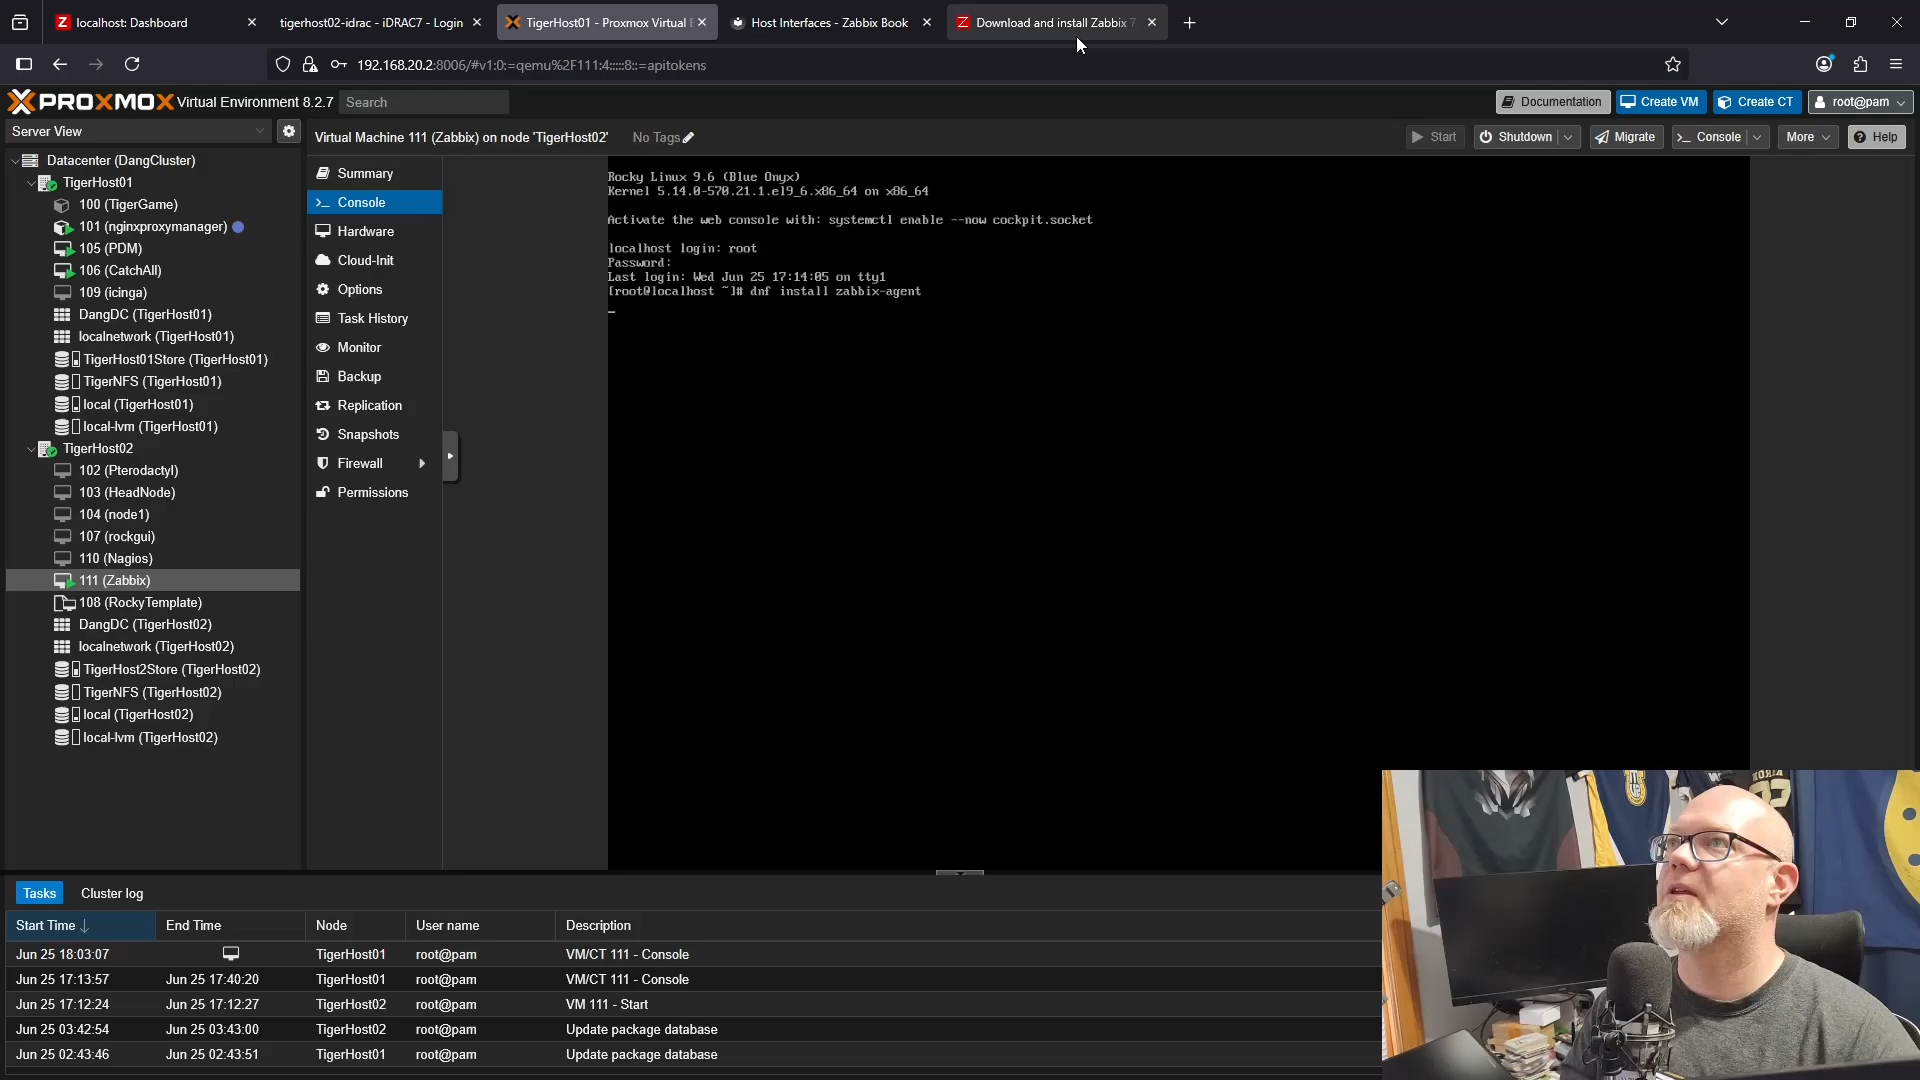 localhost: Dashboard
tigerhost02-idrac - iDRAC7 - Login
TigerHost01 - Proxmox Virtual E
Host Interfaces - Zabbix Book
Download and install Zabbix 7
192.168.20.2:8006/#v1:0:=qemu%2F111:4:::::8::=apitokens
PROXMOX Virtual Environment 8.2.7
Search
Documentation
Create VM
Create CT
root@pam
Server View
Virtual Machine 111 (Zabbix) on node 'TigerHost02'
No Tags
Start
Shutdown
Migrate
Console
More
Help
Datacenter (DangCluster)
TigerHost01
100 (TigerGame)
101 (nginxproxymanager)
105 (PDM)
106 (CatchAll)
109 (icinga)
DangDC (TigerHost01)
localnetwork (TigerHost01)
TigerHost01Store (TigerHost01)
TigerNFS (TigerHost01)
local (TigerHost01)
local-lvm (TigerHost01)
TigerHost02
102 (Pterodactyl)
103 (HeadNode)
104 (node1)
107 (rockgui)
110 (Nagios)
111 (Zabbix)
108 (RockyTemplate)
DangDC (TigerHost02)
localnetwork (TigerHost02)
TigerHost2Store (TigerHost02)
TigerNFS (TigerHost02)
local (TigerHost02)
local-lvm (TigerHost02)
Summary
Console
Hardware
Cloud-Init
Options
Task History
Monitor
Backup
Replication
Snapshots
Firewall
Permissions
Rocky Linux 9.6 (Blue Onyx)
Kernel 5.14.0-570.21.1.el9_6.x86_64 on x86_64
Activate the web console with: systemctl enable --now cockpit.socket
localhost login: root
Password:
Last login: Wed Jun 25 17:14:05 on tty1
[root@localhost ~]# dnf install zabbix-agent
Tasks
Cluster log
Start Time
End Time
Node
User name
Description
Jun 25 18:03:07
TigerHost01
root@pam
VM/CT 111 - Console
Jun 25 17:13:57
Jun 25 17:40:20
TigerHost01
root@pam
VM/CT 111 - Console
Jun 25 17:12:24
Jun 25 17:12:27
TigerHost02
root@pam
VM 111 - Start
Jun 25 03:42:54
Jun 25 03:43:00
TigerHost02
root@pam
Update package database
Jun 25 02:43:46
Jun 25 02:43:51
TigerHost01
root@pam
Update package database